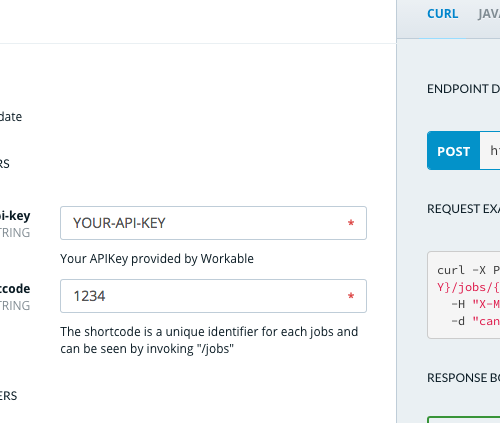 CURL JAV
date
ENDPOINT D
RS
POST h
i-key
TRING
YOUR-API-KEY *
Your APIKey provided by Workable
REQUEST EXA
tcode
TRING
1234 *
The shortcode is a unique identifier for each jobs and
can be seen by invoking "/jobs"
curl -X P
Y}/jobs/{
-H "X-M
-d "can
RESPONSE BO
ERS